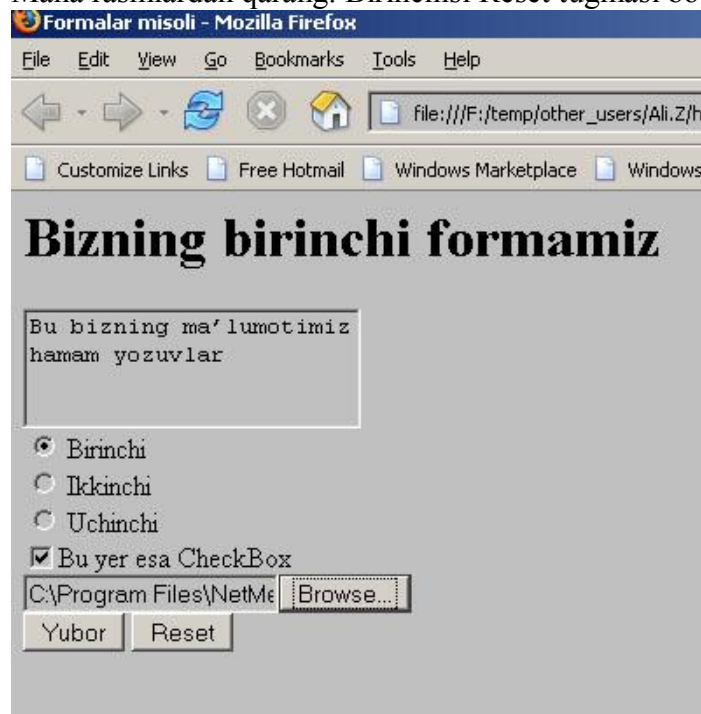 Formalar misoli - Mozilla Firefox
File Edit View Go Bookmarks Tools Help
file:///F:/temp/other_users/Ali.Z/h
Customize Links Free Hotmail Windows Marketplace Windows
Bizning birinchi formamiz
Bu bizning ma’lumotimiz
hamam yozuvlar
Birinchi
Ikkinchi
Uchinchi
Bu yer esa CheckBox
C:\Program Files\NetMe Browse...
Yubor Reset